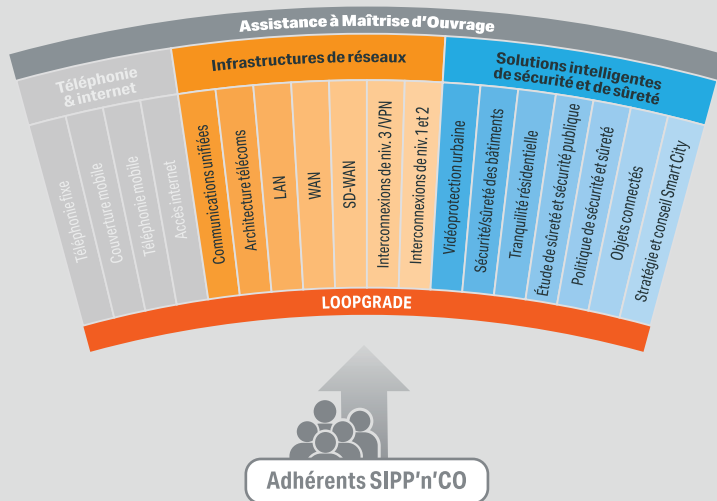 Assistance à Maîtrise d'Ouvrage
Téléphonie
& internet
Infrastructures de réseaux
Solutions intelligentes
de sécurité et de sûreté
Téléphonie fixe
Couverture mobile
Téléphonie mobile
Accès internet
Communications unifiées
Architecture télécoms
LAN
WAN
SD-WAN
Interconnexions de niv. 3 /VPN
Interconnexions de niv. 1 et 2
Vidéoprotection urbaine
Sécurité/sûreté des bâtiments
Tranquilité résidentielle
Étude de sûreté et sécurité publique
Politique de sécurité et sûreté
Objets connectés
Stratégie et conseil Smart City
LOOPGRADE
Adhérents SIPP'n'CO